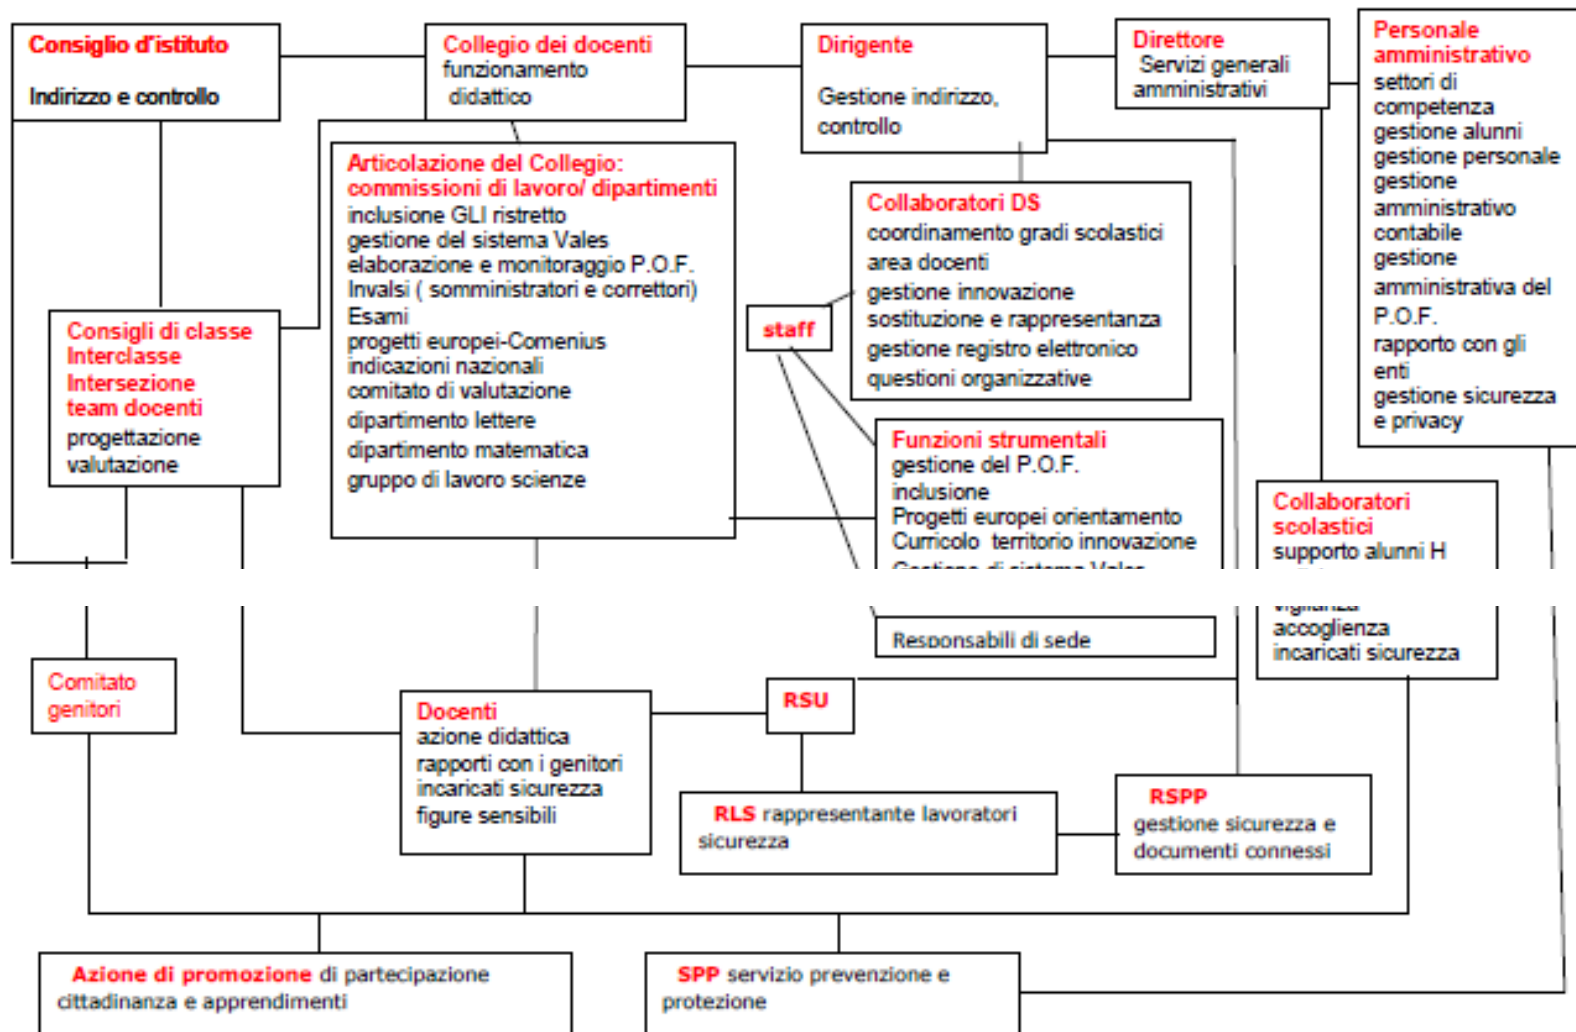 Consiglio d'istituto
Indirizzo e controllo
Collegio dei docenti
funzionamento
didattico
Dirigente
Gestione indirizzo,
controllo
Direttore
Servizi generali
amministrativi
Personale
amministrativo
settori di
competenza
gestione alunni
gestione personale
gestione
amministrativo
contabile
gestione
amministrativa del
P.O.F.
rapporto con gli
enti
gestione sicurezza
e privacy
Articolazione del Collegio:
commissioni di lavoro/ dipartimenti
inclusione GLI ristretto
gestione del sistema Vales
elaborazione e monitoraggio P.O.F.
Invalsi ( somministratori e correttori)
Esami
progetti europei-Comenius
indicazioni nazionali
comitato di valutazione
dipartimento lettere
dipartimento matematica
gruppo di lavoro scienze
Collaboratori DS
coordinamento gradi scolastici
area docenti
gestione innovazione
sostituzione e rappresentanza
gestione registro elettronico
questioni organizzative
staff
Consigli di classe
Interclasse
Intersezione
team docenti
progettazione
valutazione
Funzioni strumentali
gestione del P.O.F.
inclusione
Progetti europei orientamento
Curricolo territorio innovazione
Gestione di sistema Vales
Collaboratori
scolastici
supporto alunni H
vigilanza
accoglienza
incaricati sicurezza
Responsabili di sede
Comitato
genitori
Docenti
azione didattica
rapporti con i genitori
incaricati sicurezza
figure sensibili
RSU
RLS rappresentante lavoratori
sicurezza
RSPP
gestione sicurezza e
documenti connessi
Azione di promozione di partecipazione
cittadinanza e apprendimenti
SPP servizio prevenzione e
protezione